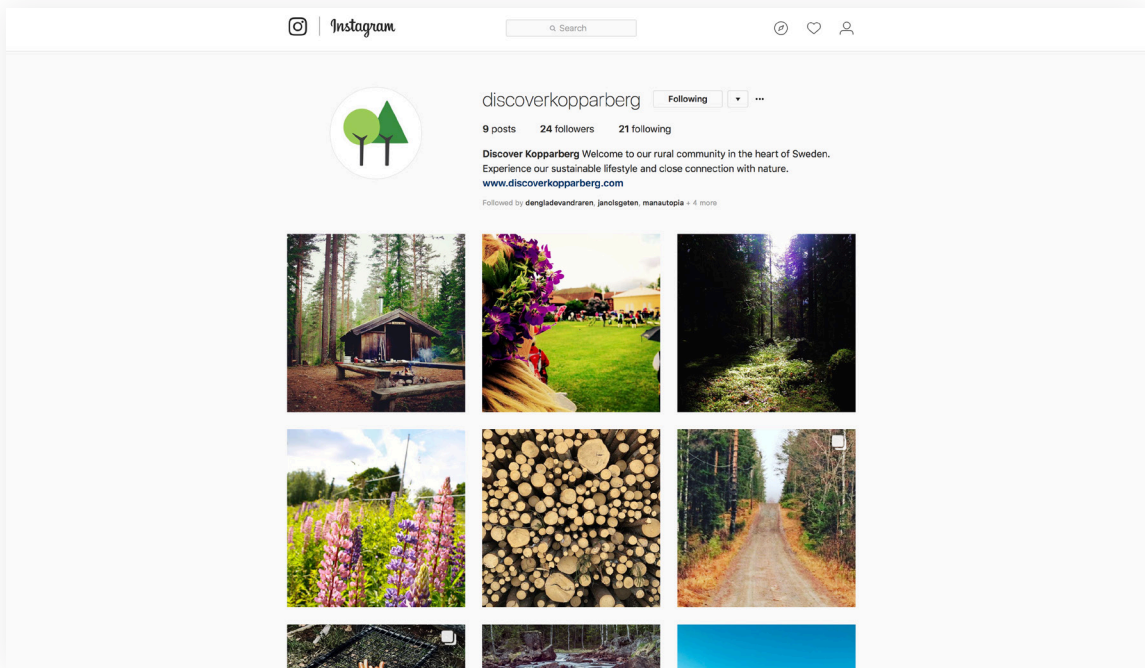 Instagram
Search
discoverkopparberg Following
9 posts 24 followers 21 following
Discover Kopparberg Welcome to our rural community in the heart of Sweden.
Experience our sustainable lifestyle and close connection with nature.
www.discoverkopparberg.com
Followed by dengladevandraren, janolsgeten, manautopia + 4 more